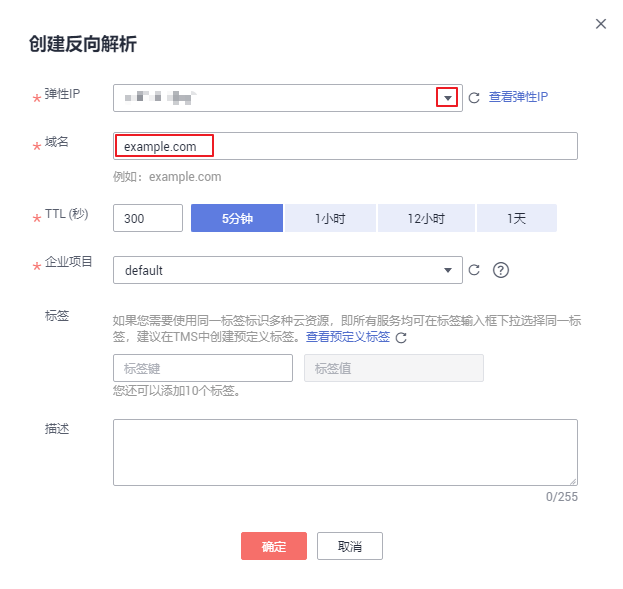 创建反向解析
* 弹性IP
查看弹性IP
* 域名
example.com
例如：example.com
* TTL (秒)
300 5分钟 1小时 12小时 1天
* 企业项目
default
标签
如果您需要使用同一标签标识多种云资源，即所有服务均可在标签输入框下拉选择同一标
签，建议在TMS中创建预定义标签。查看预定义标签
标签键 标签值
您还可以添加10个标签。
描述
0/255
确定 取消